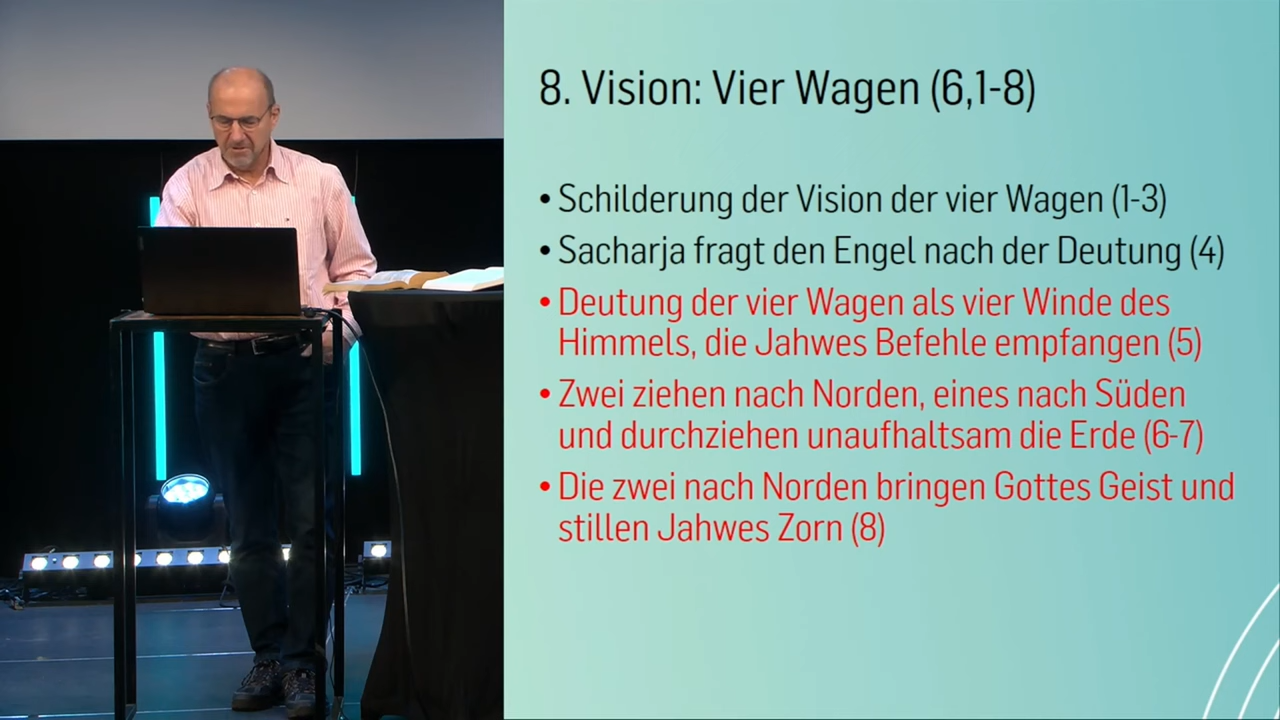 8. Vision: Vier Wagen (6,1-8)
• Schilderung der Vision der vier Wagen (1-3)
• Sacharja fragt den Engel nach der Deutung (4)
• Deutung der vier Wagen als vier Winde des
Himmels, die Jahwes Befehle empfangen (5)
• Zwei ziehen nach Norden, eines nach Süden
und durchziehen unaufhaltsam die Erde (6-7)
• Die zwei nach Norden bringen Gottes Geist und
stillen Jahwes Zorn (8)